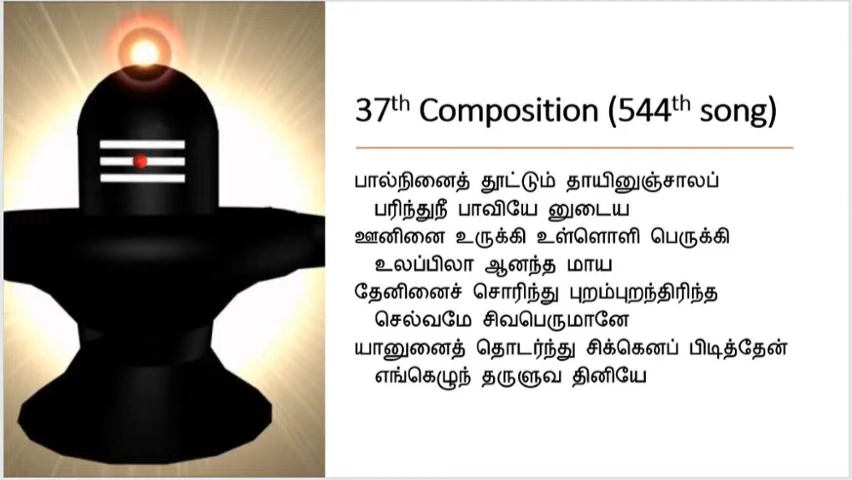 37th Composition (544th song)
பால்நினைத் தூட்டும் தாயினுஞ்சாலப்
பரிந்துநீ பாவியே னுடைய
ஊனினை உருக்கி உள்ளொளி பெருக்கி
உலப்பிலா ஆனந்த மாய
தேனினைச் சொரிந்து புறம்புறந்திரிந்த
செல்வமே சிவபெருமானே
யானுனைத் தொடர்ந்து சிக்கெனப் பிடித்தேன்
எங்கெழுந் தருளுவ தினியே